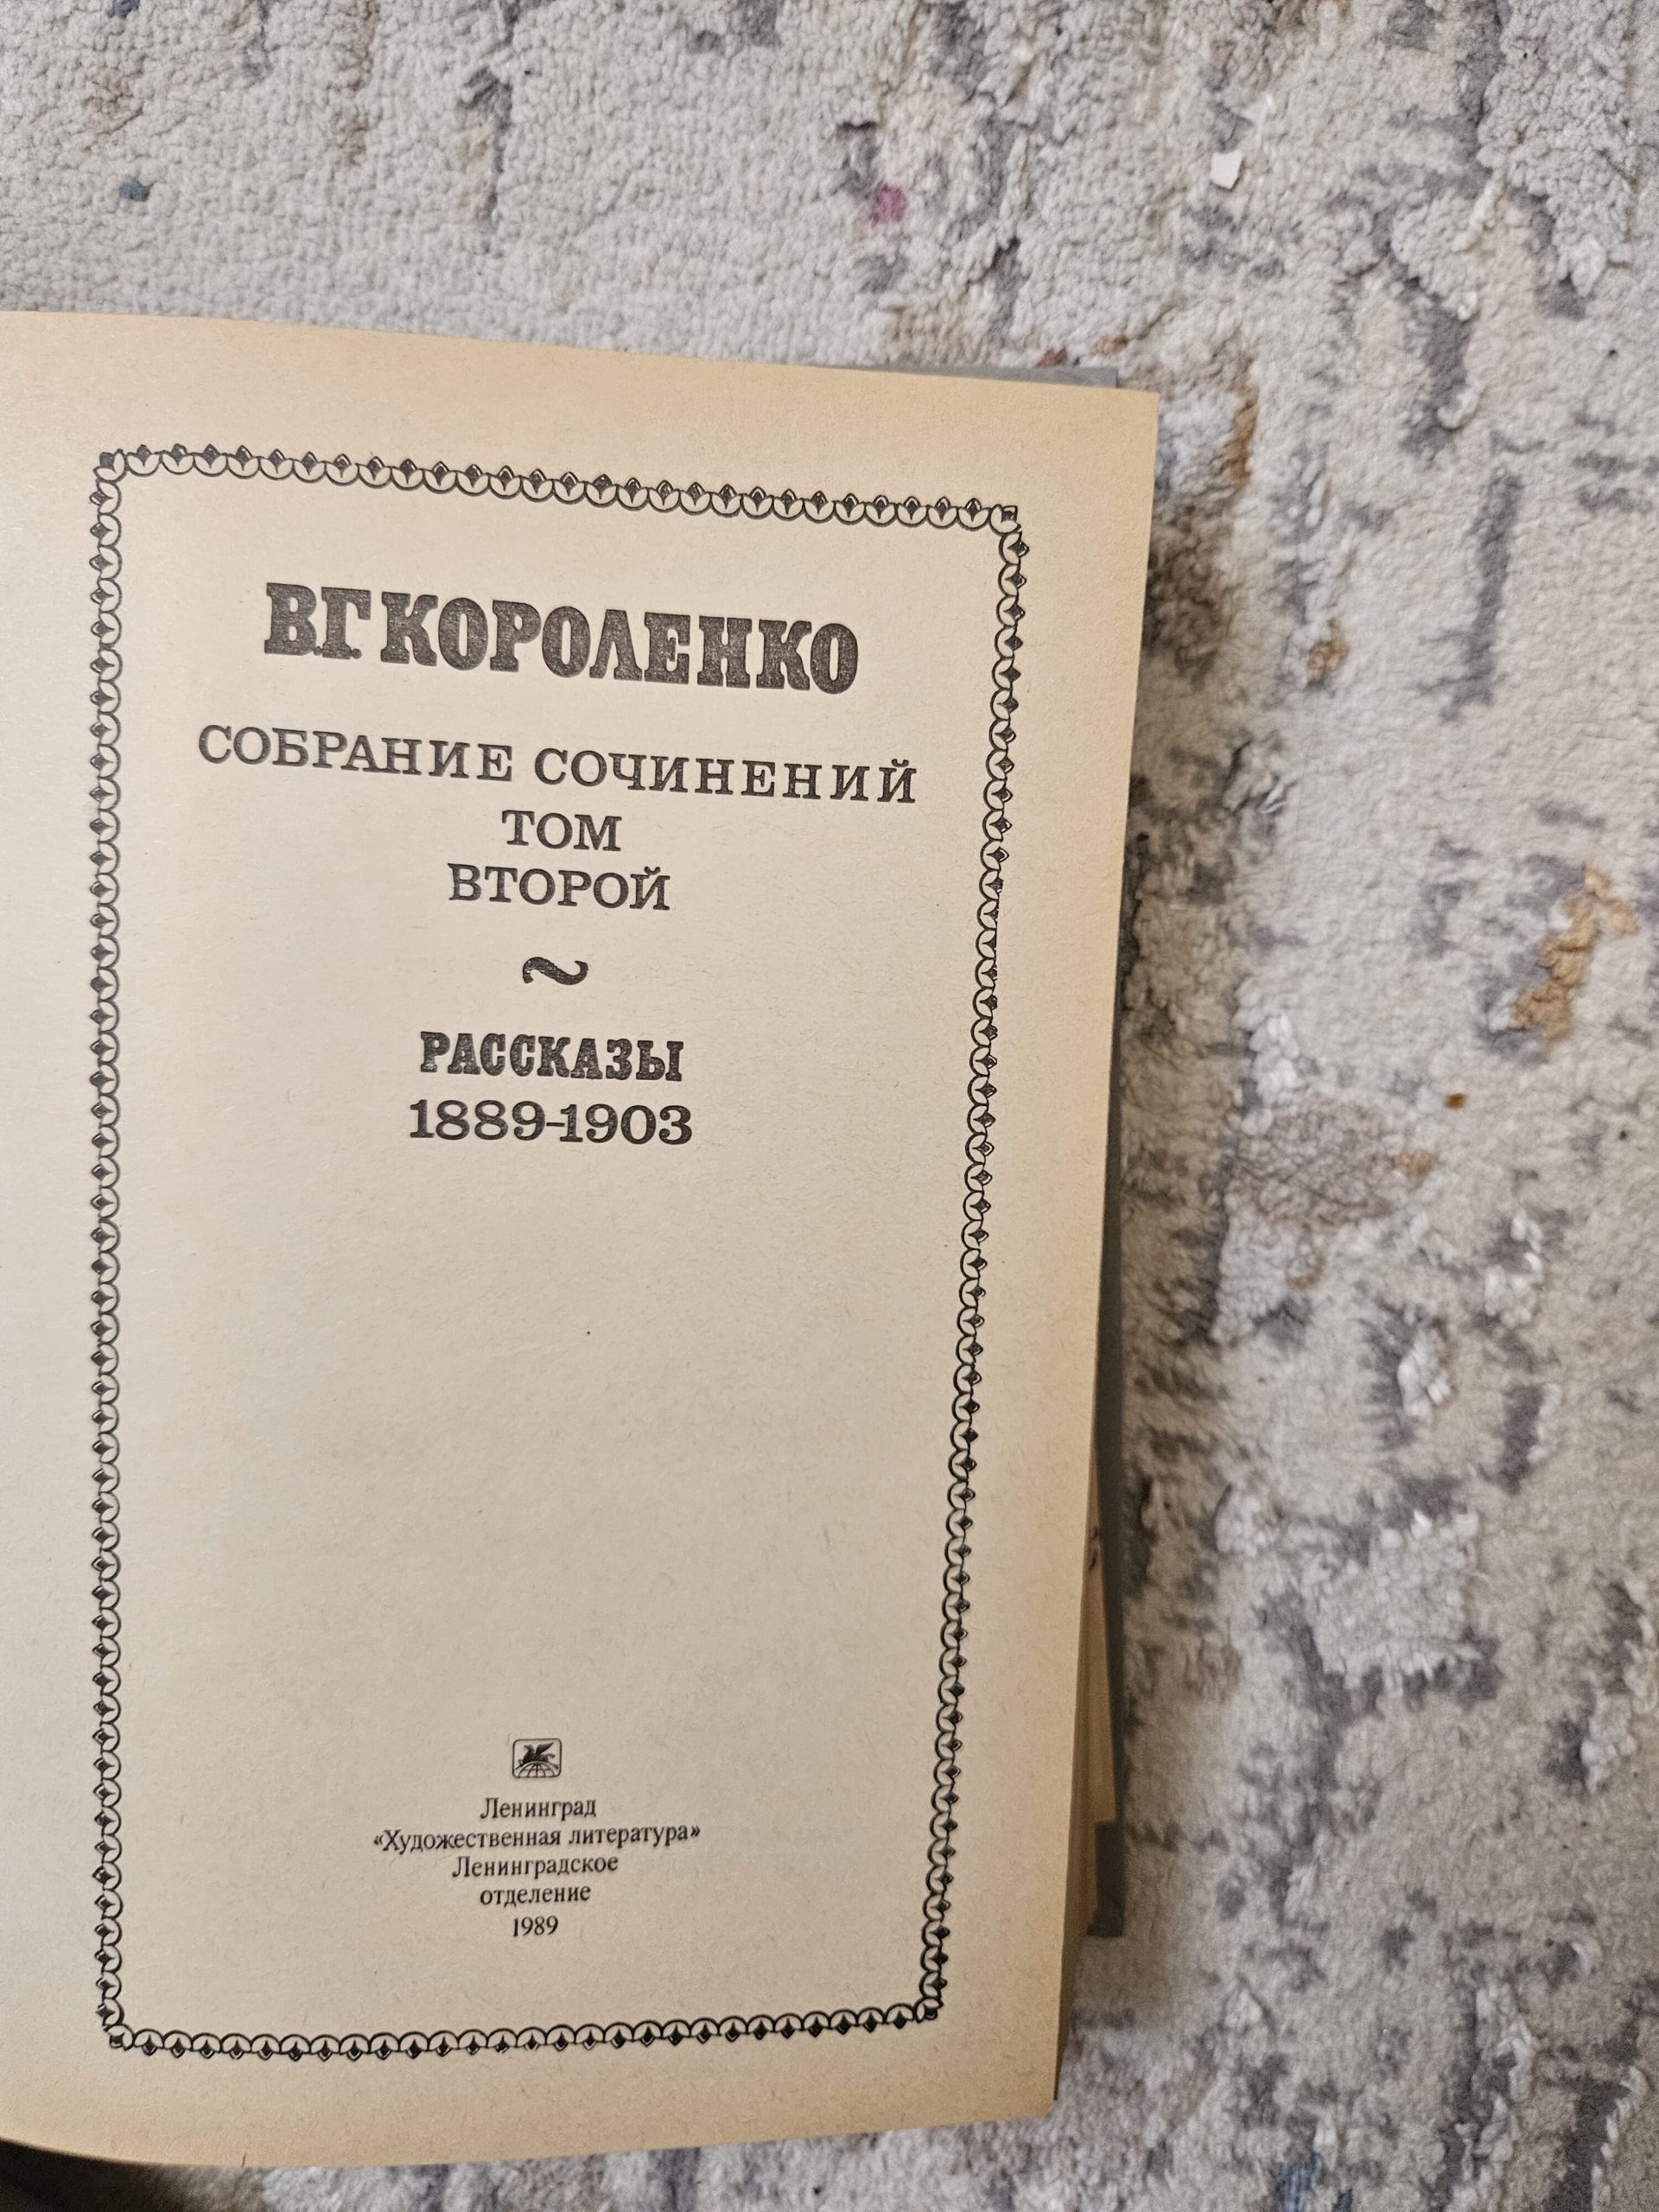 В.Г. КОРОЛЕНКО
СОБРАНИЕ СОЧИНЕНИЙ
ТОМ
ВТОРОЙ
~
РАССКАЗЫ
1889-1903
Ленинград
«Художественная литература»
Ленинградское
отделение
1989